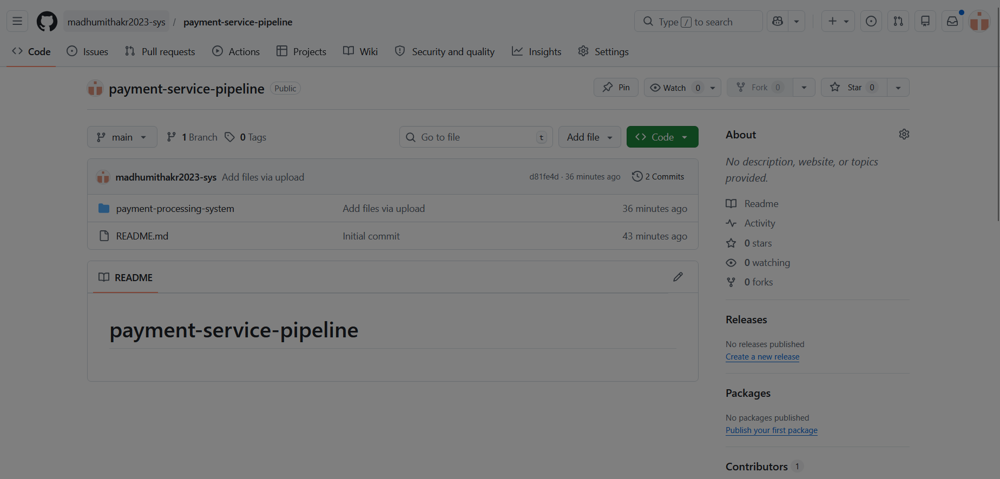 madhumithakr2023-sys / payment-service-pipeline
Type / to search
Code Issues Pull requests Actions Projects Wiki Security and quality Insights Settings
payment-service-pipeline Public
Pin Watch 0 Fork 0 Star 0
main 1 Branch 0 Tags Go to file t Add file Code
madhumithakr2023-sys Add files via upload d81fe4d · 36 minutes ago 2 Commits
payment-processing-system Add files via upload 36 minutes ago
README.md Initial commit 43 minutes ago
README
payment-service-pipeline
About
No description, website, or topics
provided.
Readme
Activity
0 stars
0 watching
0 forks
Releases
No releases published
Create a new release
Packages
No packages published
Publish your first package
Contributors 1